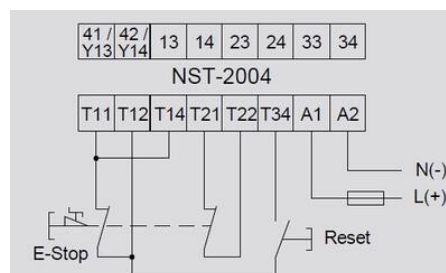 41 / Y13 42 / Y14 13 14 23 24 33 34
NST-2004
T11 T12 T14 T21 T22 T34 A1 A2
N(-)
L(+)
E-Stop
Reset